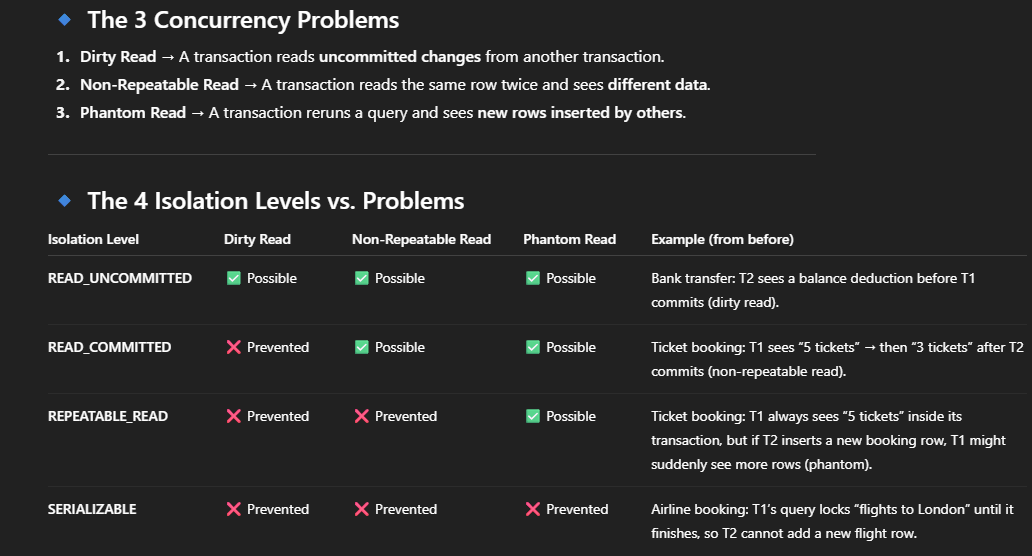 The 3 Concurrency Problems
1. Dirty Read → A transaction reads uncommitted changes from another transaction.
2. Non-Repeatable Read → A transaction reads the same row twice and sees different data.
3. Phantom Read → A transaction reruns a query and sees new rows inserted by others.
The 4 Isolation Levels vs. Problems
Isolation Level Dirty Read Non-Repeatable Read Phantom Read Example (from before)
READ_UNCOMMITTED ✅ Possible ✅ Possible ✅ Possible Bank transfer: T2 sees a balance deduction before T1
commits (dirty read).
READ_COMMITTED ❌ Prevented ✅ Possible ✅ Possible Ticket booking: T1 sees “5 tickets” → then “3 tickets” after T2
commits (non-repeatable read).
REPEATABLE_READ ❌ Prevented ❌ Prevented ✅ Possible Ticket booking: T1 always sees “5 tickets” inside its
transaction, but if T2 inserts a new booking row, T1 might
suddenly see more rows (phantom).
SERIALIZABLE ❌ Prevented ❌ Prevented ❌ Prevented Airline booking: T1’s query locks “flights to London” until it
finishes, so T2 cannot add a new flight row.